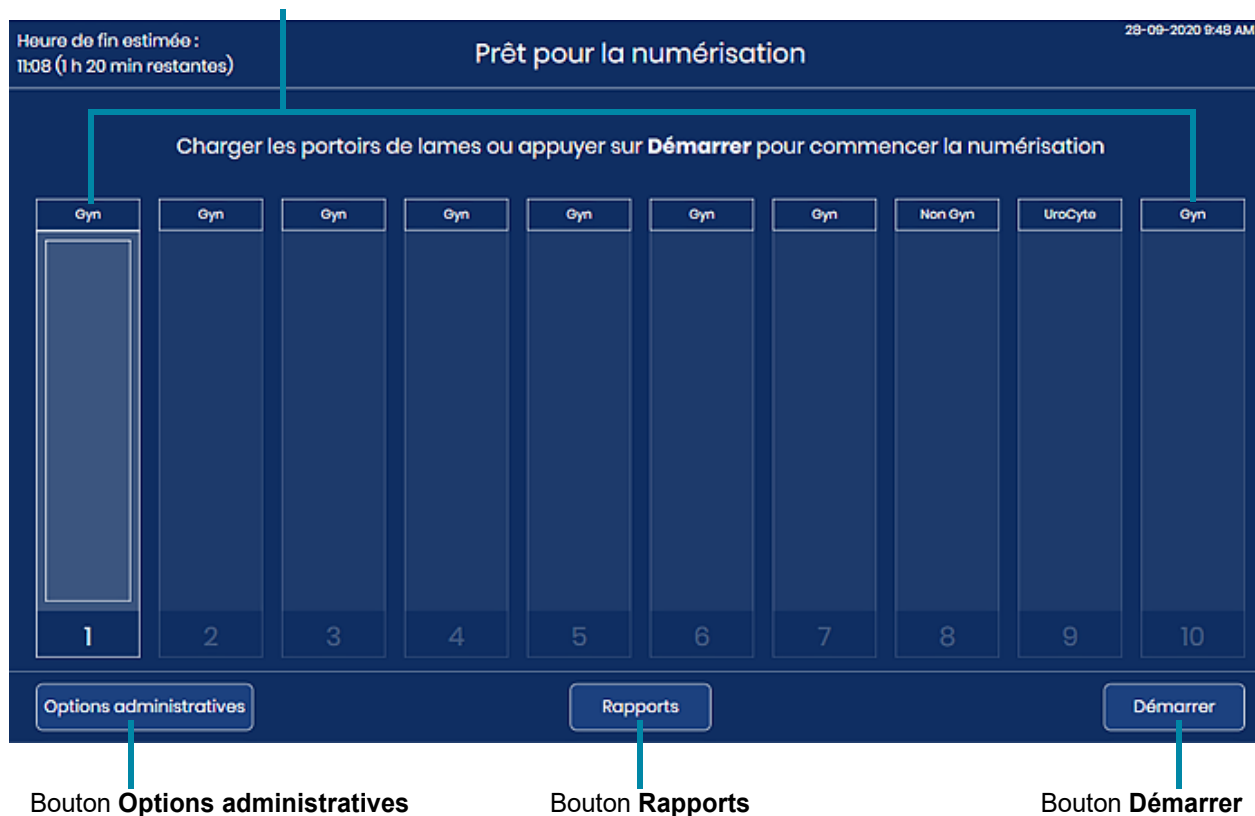 Heure de fin estimée :
11:08 (1 h 20 min restantes)
Prêt pour la numérisation
28-09-2020 9:48 AM
Charger les portoirs de lames ou appuyer sur Démarrer pour commencer la numérisation
Gyn Gyn Gyn Gyn Gyn Gyn Gyn Non Gyn UroCyte Gyn
1 2 3 4 5 6 7 8 9 10
Options administratives Rapports Démarrer
Bouton Options administratives Bouton Rapports Bouton Démarrer